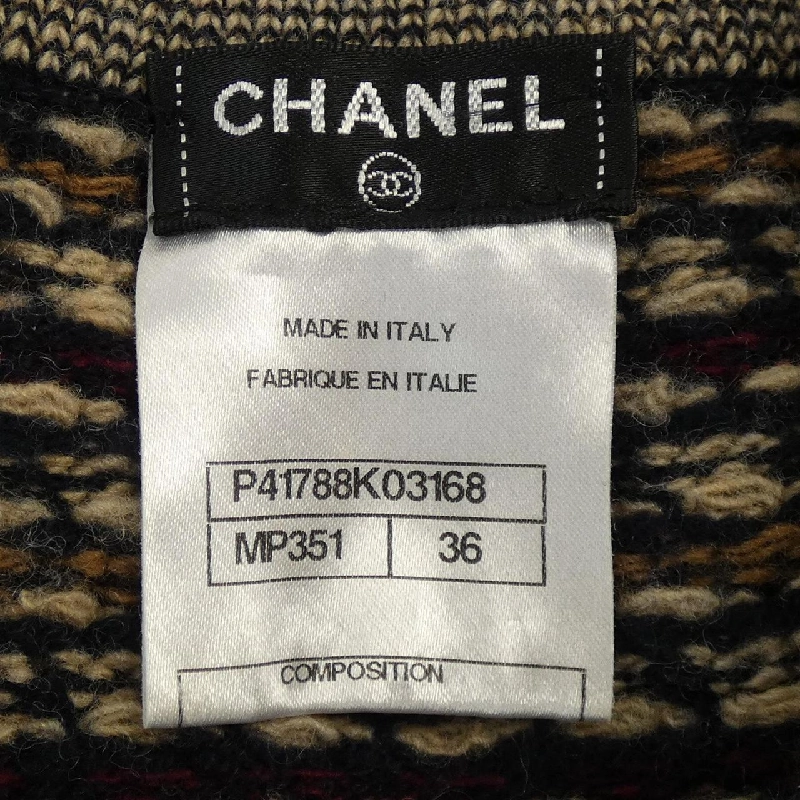 CHANEL
MADE IN ITALY
FABRIQUE EN ITALIE
P41788K03168
MP351 36
COMPOSITION